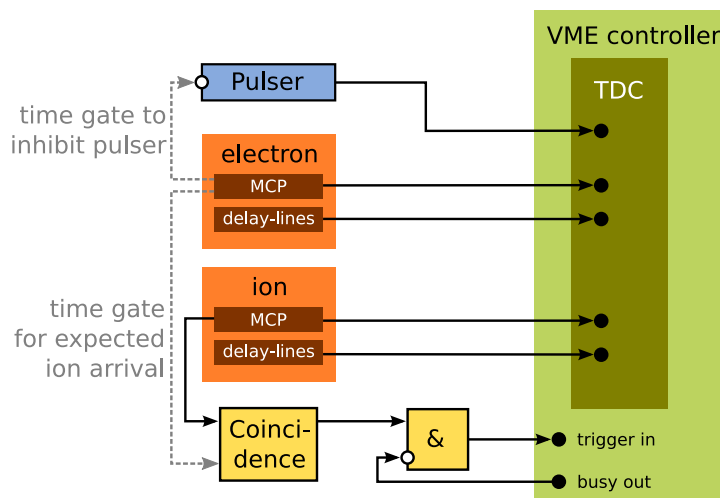 VME controller
Pulser
TDC
time gate to
inhibit pulser
electron
MCP
delay-lines
ion
MCP
delay-lines
time gate
for expected
ion arrival
Coinci-
dence
&
trigger in
busy out